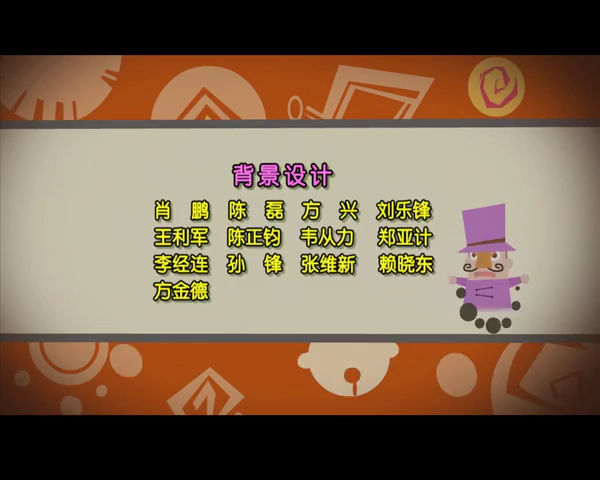 背景设计
肖　鹏　陈　磊　方　兴　刘乐锋
王利军　陈正钧　韦从力　郑亚计
李经连　孙　锋　张维新　赖晓东
方金德